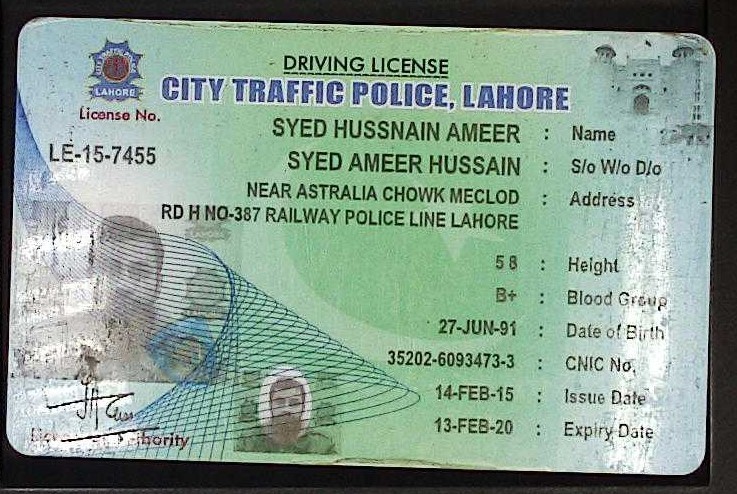 DRIVING LICENSE
CITY TRAFFIC POLICE, LAHORE
LAHORE
License No.
LE-15-7455
SYED HUSSNAIN AMEER : Name
SYED AMEER HUSSAIN : S/o W/o D/o
NEAR ASTRALIA CHOWK MECLOD : Address
RD H NO-387 RAILWAY POLICE LINE LAHORE
5 8 : Height
B+ : Blood Group
27-JUN-91 : Date of Birth
35202-6093473-3 : CNIC No.
14-FEB-15 : Issue Date
13-FEB-20 : Expiry Date